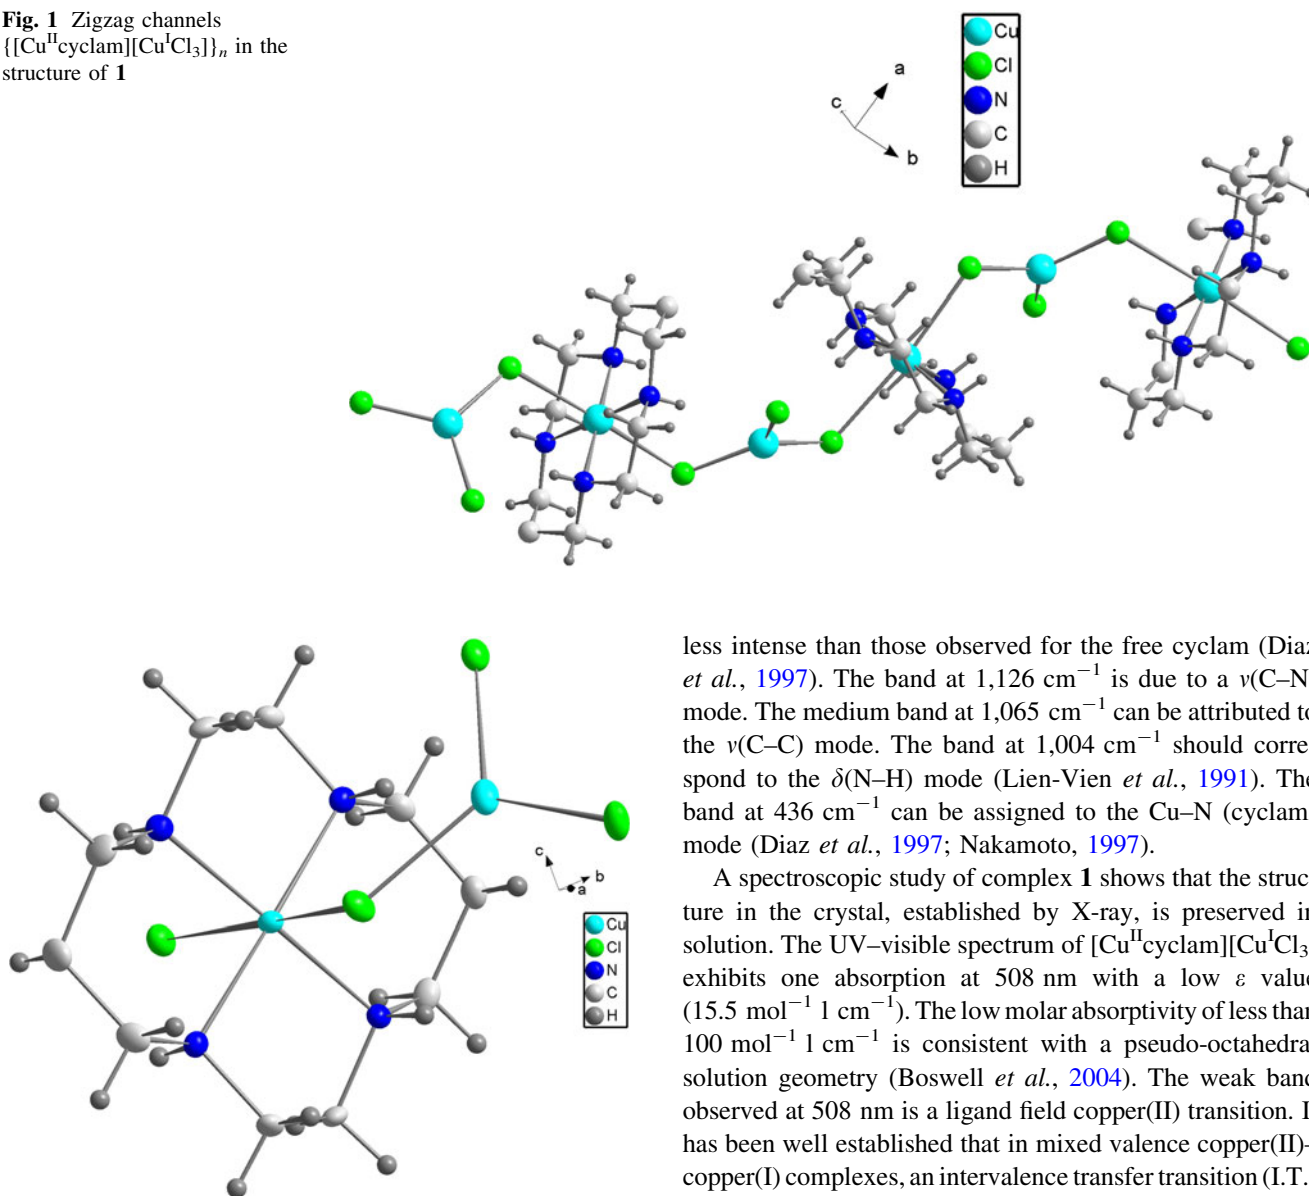 Fig. 1 Zigzag channels
{[Cu^II cyclam][Cu^I Cl₃]}ₙ in the
structure of 1
Cu
Cl
N
C
H
a
c
b
c
b
a
Cu
Cl
N
C
H
less intense than those observed for the free cyclam (Diaz
et al., 1997). The band at 1,126 cm⁻¹ is due to a ν(C–N
mode. The medium band at 1,065 cm⁻¹ can be attributed to
the ν(C–C) mode. The band at 1,004 cm⁻¹ should corre
spond to the δ(N–H) mode (Lien-Vien et al., 1991). The
band at 436 cm⁻¹ can be assigned to the Cu–N (cyclam
mode (Diaz et al., 1997; Nakamoto, 1997).
A spectroscopic study of complex 1 shows that the struc
ture in the crystal, established by X-ray, is preserved in
solution. The UV–visible spectrum of [Cu^II cyclam][Cu^I Cl₃
exhibits one absorption at 508 nm with a low ε value
(15.5 mol⁻¹ l cm⁻¹). The low molar absorptivity of less than
100 mol⁻¹ l cm⁻¹ is consistent with a pseudo-octahedra
solution geometry (Boswell et al., 2004). The weak band
observed at 508 nm is a ligand field copper(II) transition. I
has been well established that in mixed valence copper(II)–
copper(I) complexes, an intervalence transfer transition (I.T.